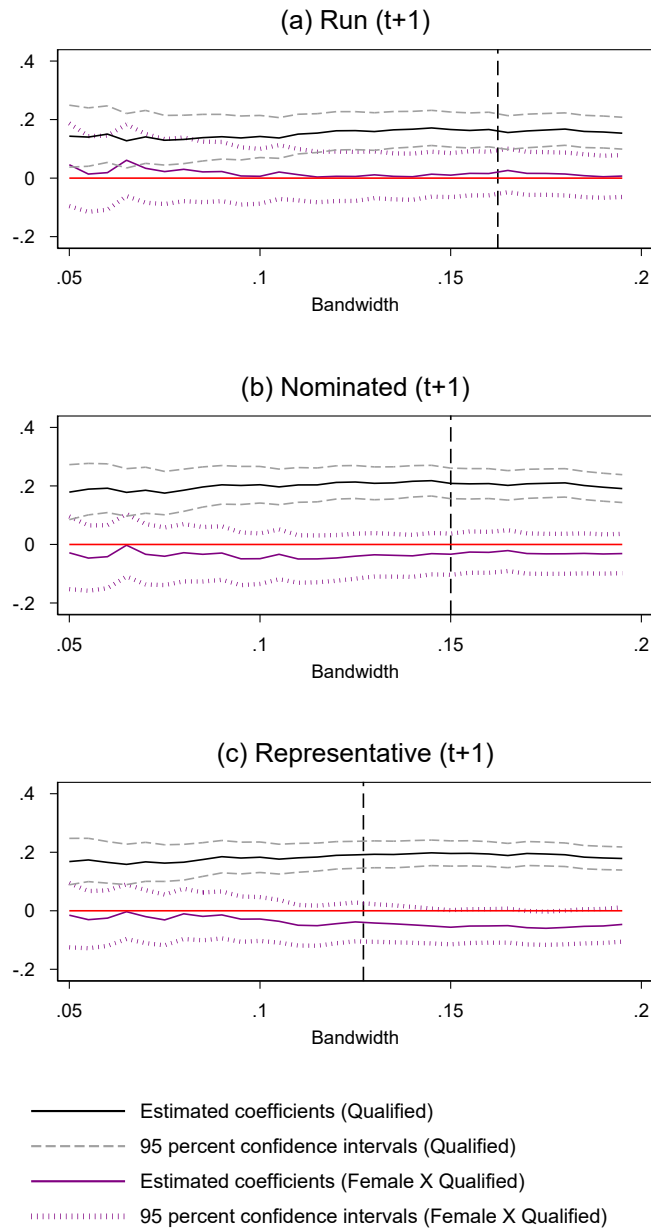 (a) Run (t+1)
.4
.2
0
-.2
.05
.1
.15
.2
Bandwidth
(b) Nominated (t+1)
.4
.2
0
-.2
.05
.1
.15
.2
Bandwidth
(c) Representative (t+1)
.4
.2
0
-.2
.05
.1
.15
.2
Bandwidth
Estimated coefficients (Qualified)
95 percent confidence intervals (Qualified)
Estimated coefficients (Female X Qualified)
95 percent confidence intervals (Female X Qualified)